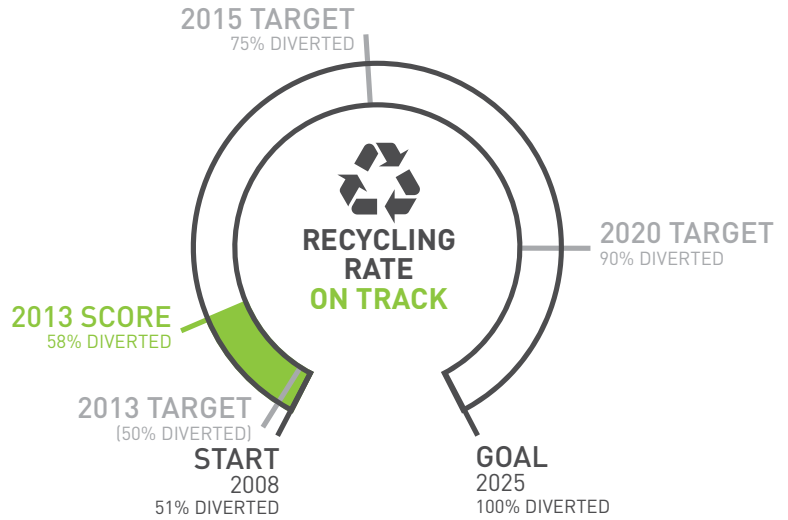 2015 TARGET
75% DIVERTED
RECYCLING
RATE
ON TRACK
2020 TARGET
90% DIVERTED
2013 SCORE
58% DIVERTED
2013 TARGET
(50% DIVERTED)
START
2008
51% DIVERTED
GOAL
2025
100% DIVERTED